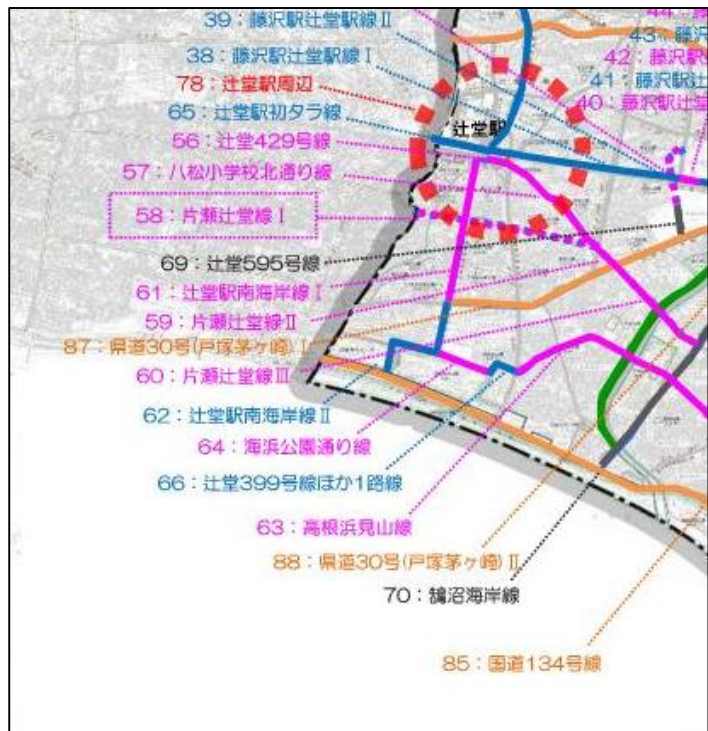 39：藤沢駅辻堂駅線Ⅱ
38：藤沢駅辻堂駅線Ⅰ
78：辻堂駅周辺
65：辻堂駅初タラ線
56：辻堂429号線
57：八松小学校北通り線
58：片瀬辻堂線Ⅰ
69：辻堂595号線
61：辻堂駅南海岸線Ⅰ
59：片瀬辻堂線Ⅱ
87：県道30号(戸塚茅ヶ崎)Ⅰ
60：片瀬辻堂線Ⅲ
62：辻堂駅南海岸線Ⅱ
64：海浜公園通り線
66：辻堂399号線ほか1路線
63：高根浜見山線
88：県道30号(戸塚茅ヶ崎)Ⅱ
70：鵠沼海岸線
85：国道134号線
辻堂駅
43：藤沢
42：藤沢駅
41：藤沢駅辻
40：藤沢駅辻堂